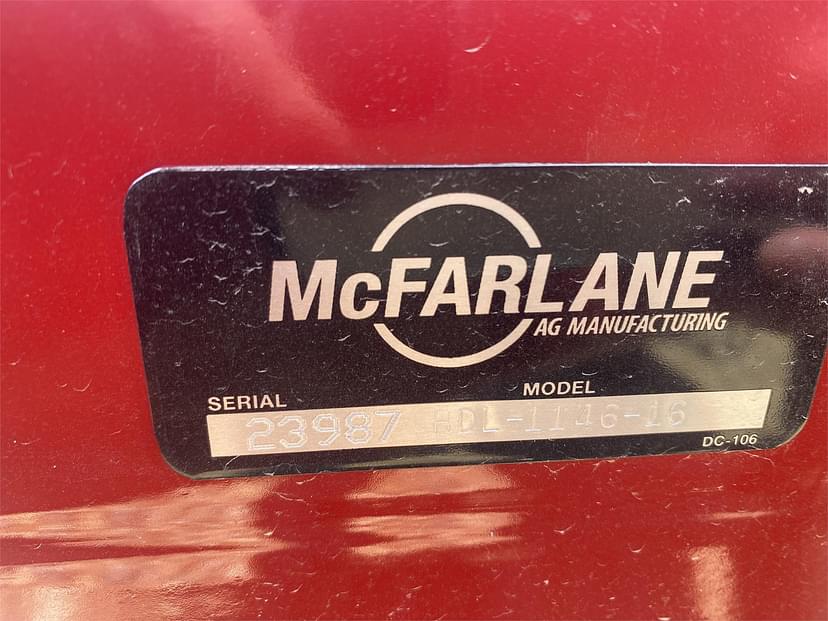 McFARLANE
AG MANUFACTURING
SERIAL MODEL
23987 HDL-1146-16
DC-106